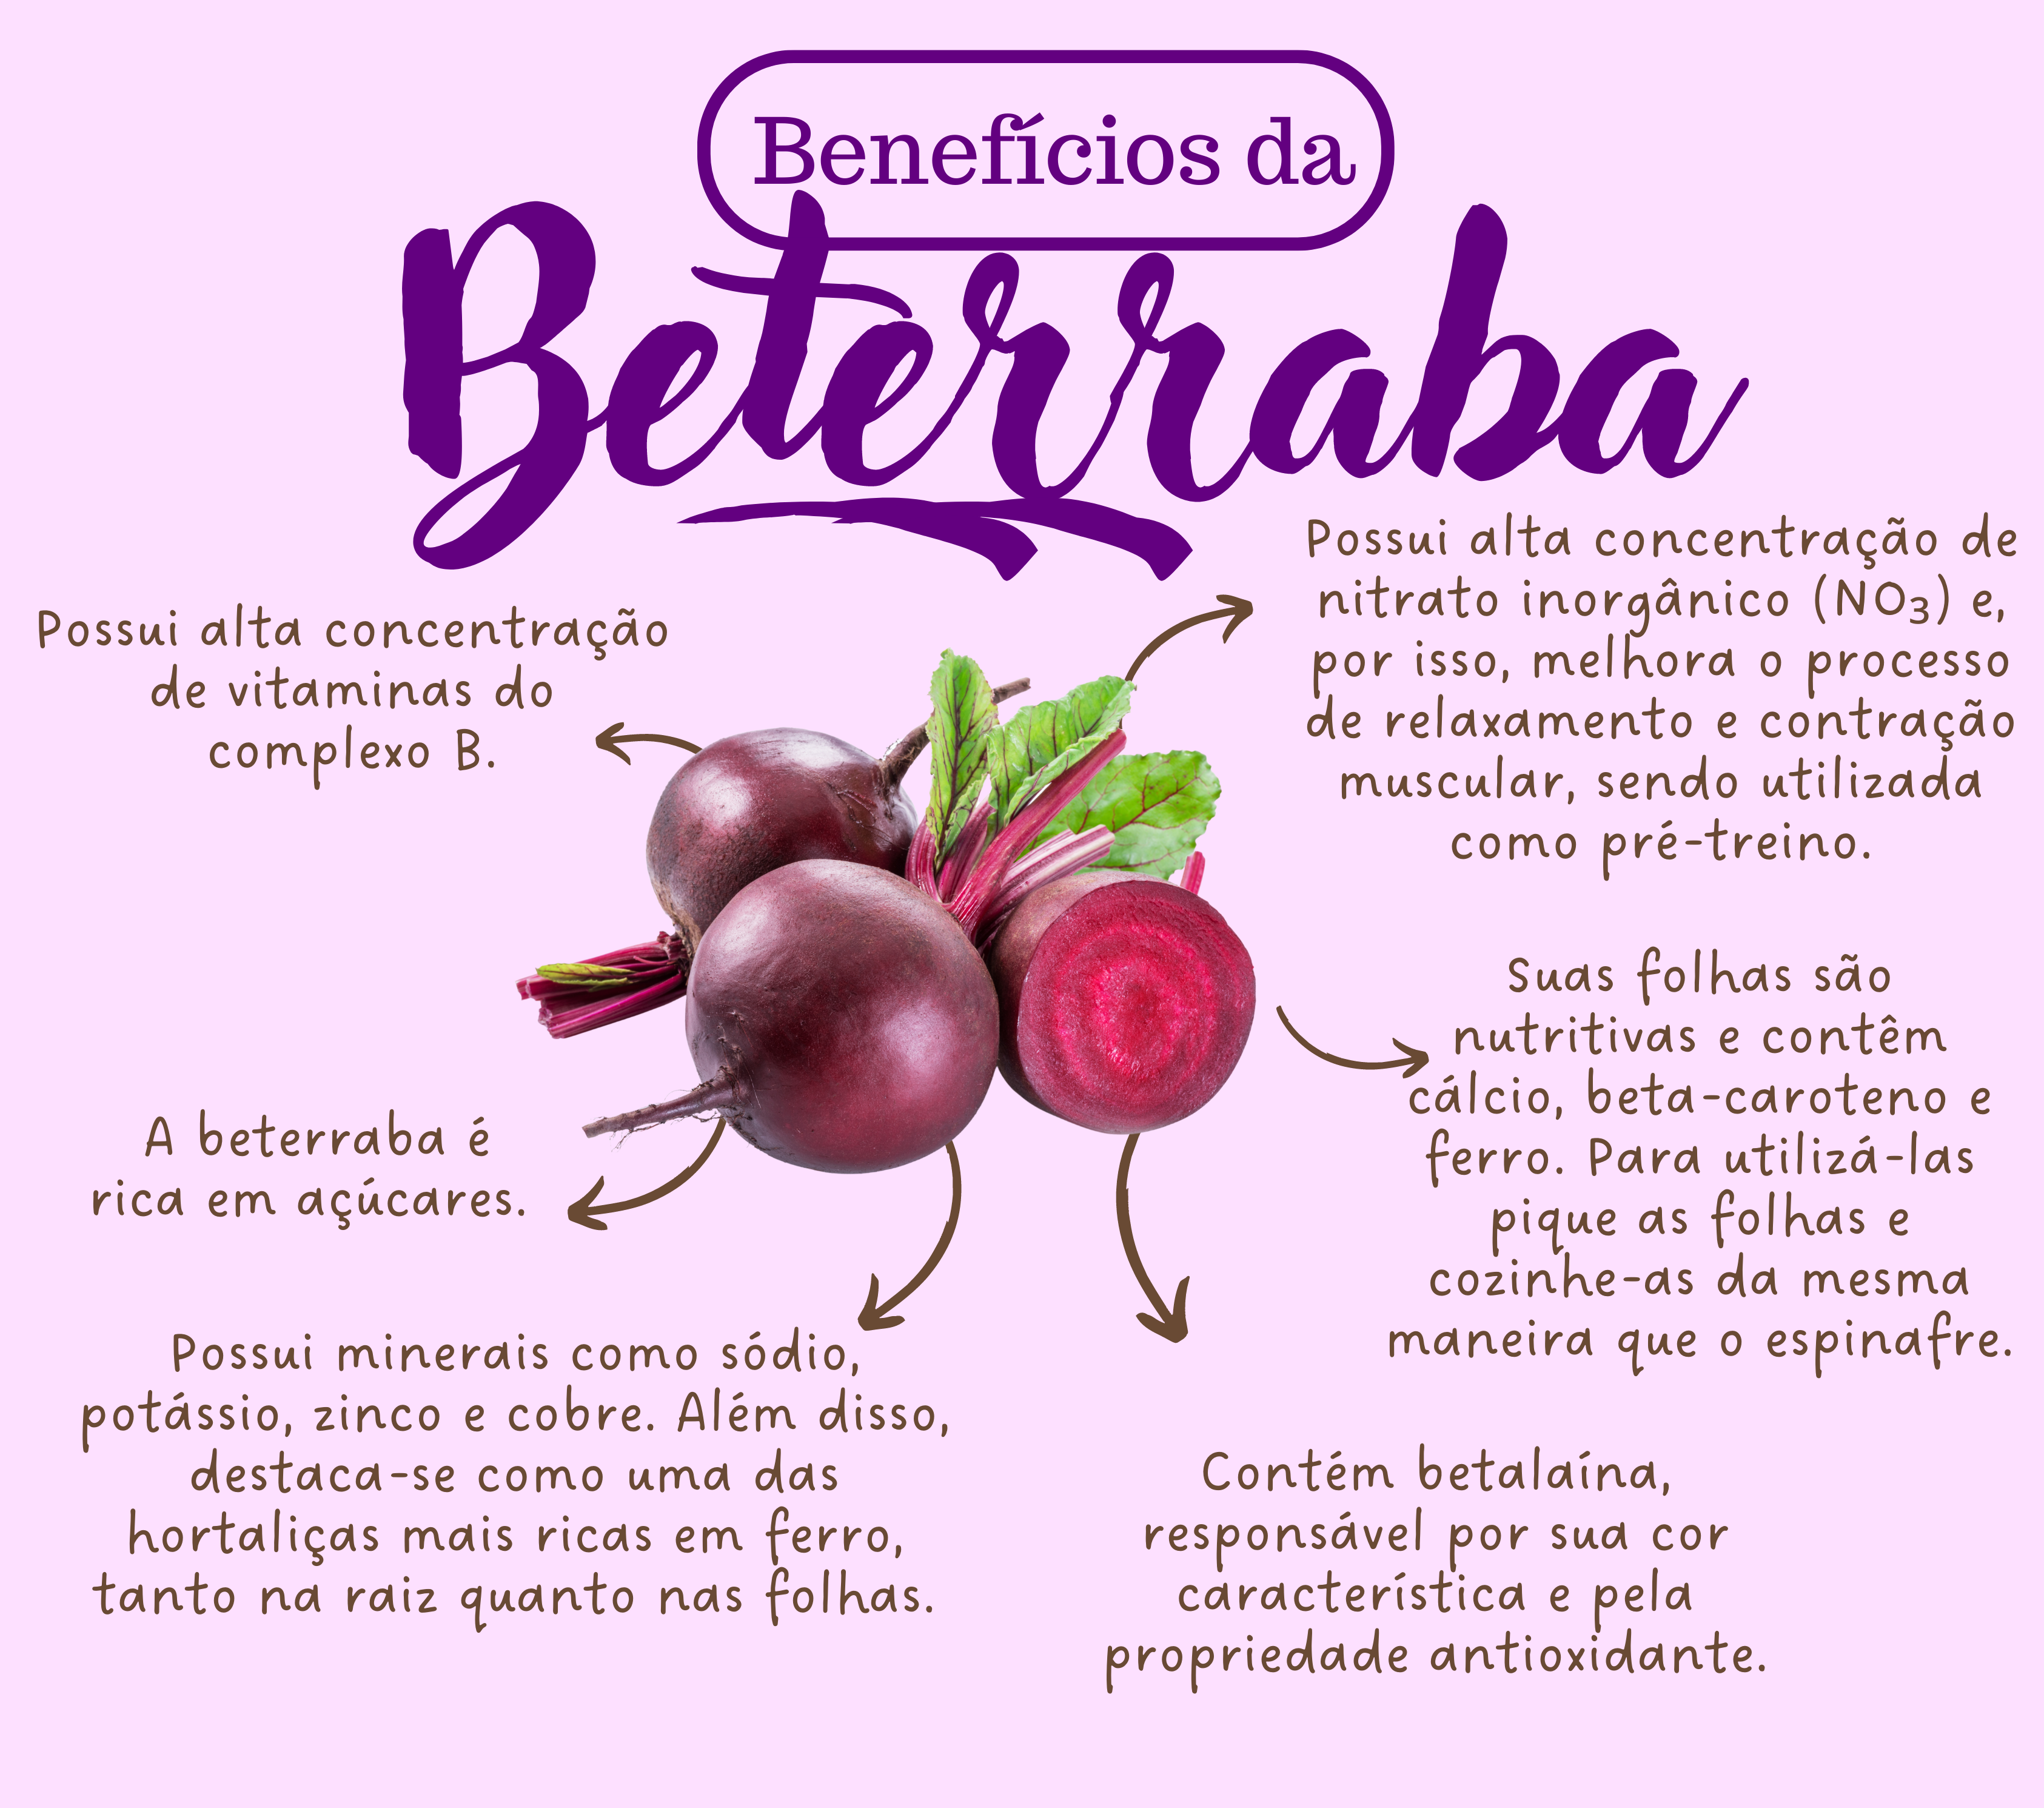 Benefícios da
Beterraba
Possui alta concentração
de vitaminas do
complexo B.
Possui alta concentração de
nitrato inorgânico (NO₃) e,
por isso, melhora o processo
de relaxamento e contração
muscular, sendo utilizada
como pré-treino.
Suas folhas são
nutritivas e contêm
cálcio, beta-caroteno e
ferro. Para utilizá-las
pique as folhas e
cozinhe-as da mesma
maneira que o espinafre.
A beterraba é
rica em açúcares.
Possui minerais como sódio,
potássio, zinco e cobre. Além disso,
destaca-se como uma das
hortaliças mais ricas em ferro,
tanto na raiz quanto nas folhas.
Contém betalaína,
responsável por sua cor
característica e pela
propriedade antioxidante.